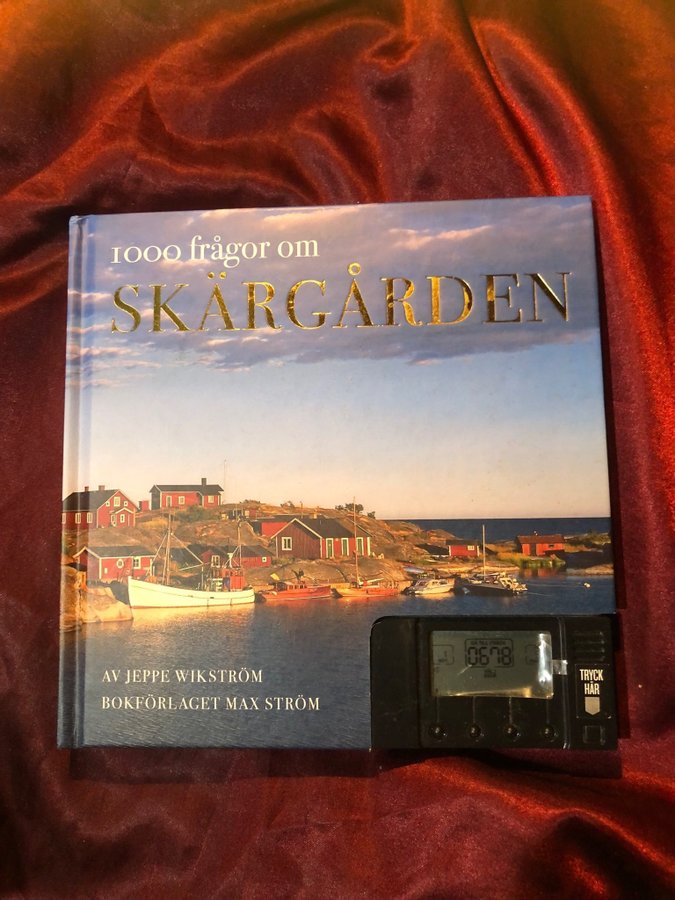 1000 frågor om
SKÄRGÅRDEN
AV JEPPE WIKSTRÖM
BOKFÖRLAGET MAX STRÖM
0678
TRYCK
HÄR